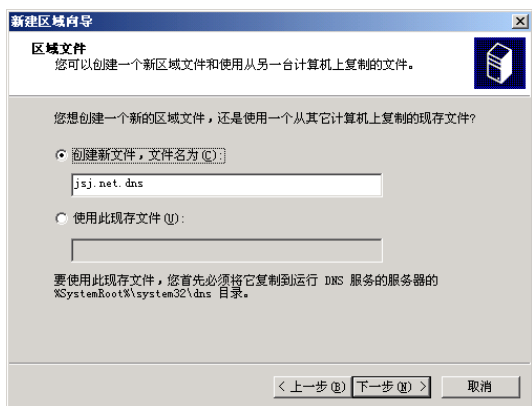 新建区域向导
区域文件
您可以创建一个新区域文件和使用从另一台计算机上复制的文件。
您想创建一个新的区域文件，还是使用一个从其它计算机上复制的现存文件?
创建新文件，文件名为(C):
jsj.net.dns
使用此现存文件(U):
要使用此现存文件，您首先必须将它复制到运行 DNS 服务的服务器的
%SystemRoot%\system32\dns 目录。
< 上一步(B) 下一步(N) > 取消